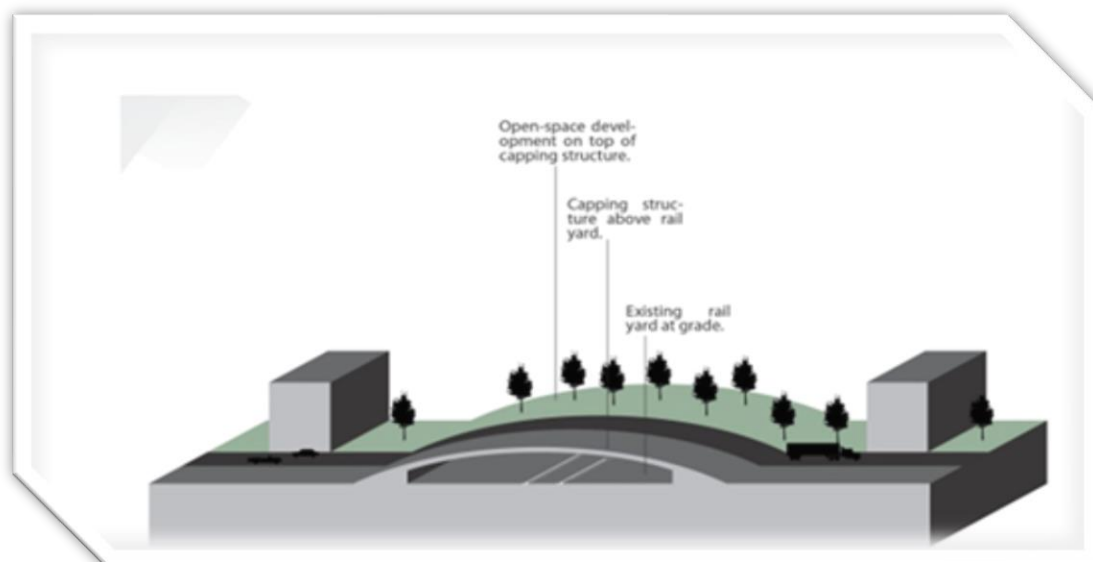 Open-space devel-
opment on top of
capping structure.
Capping struc-
ture above rail
yard.
Existing rail
yard at grade.